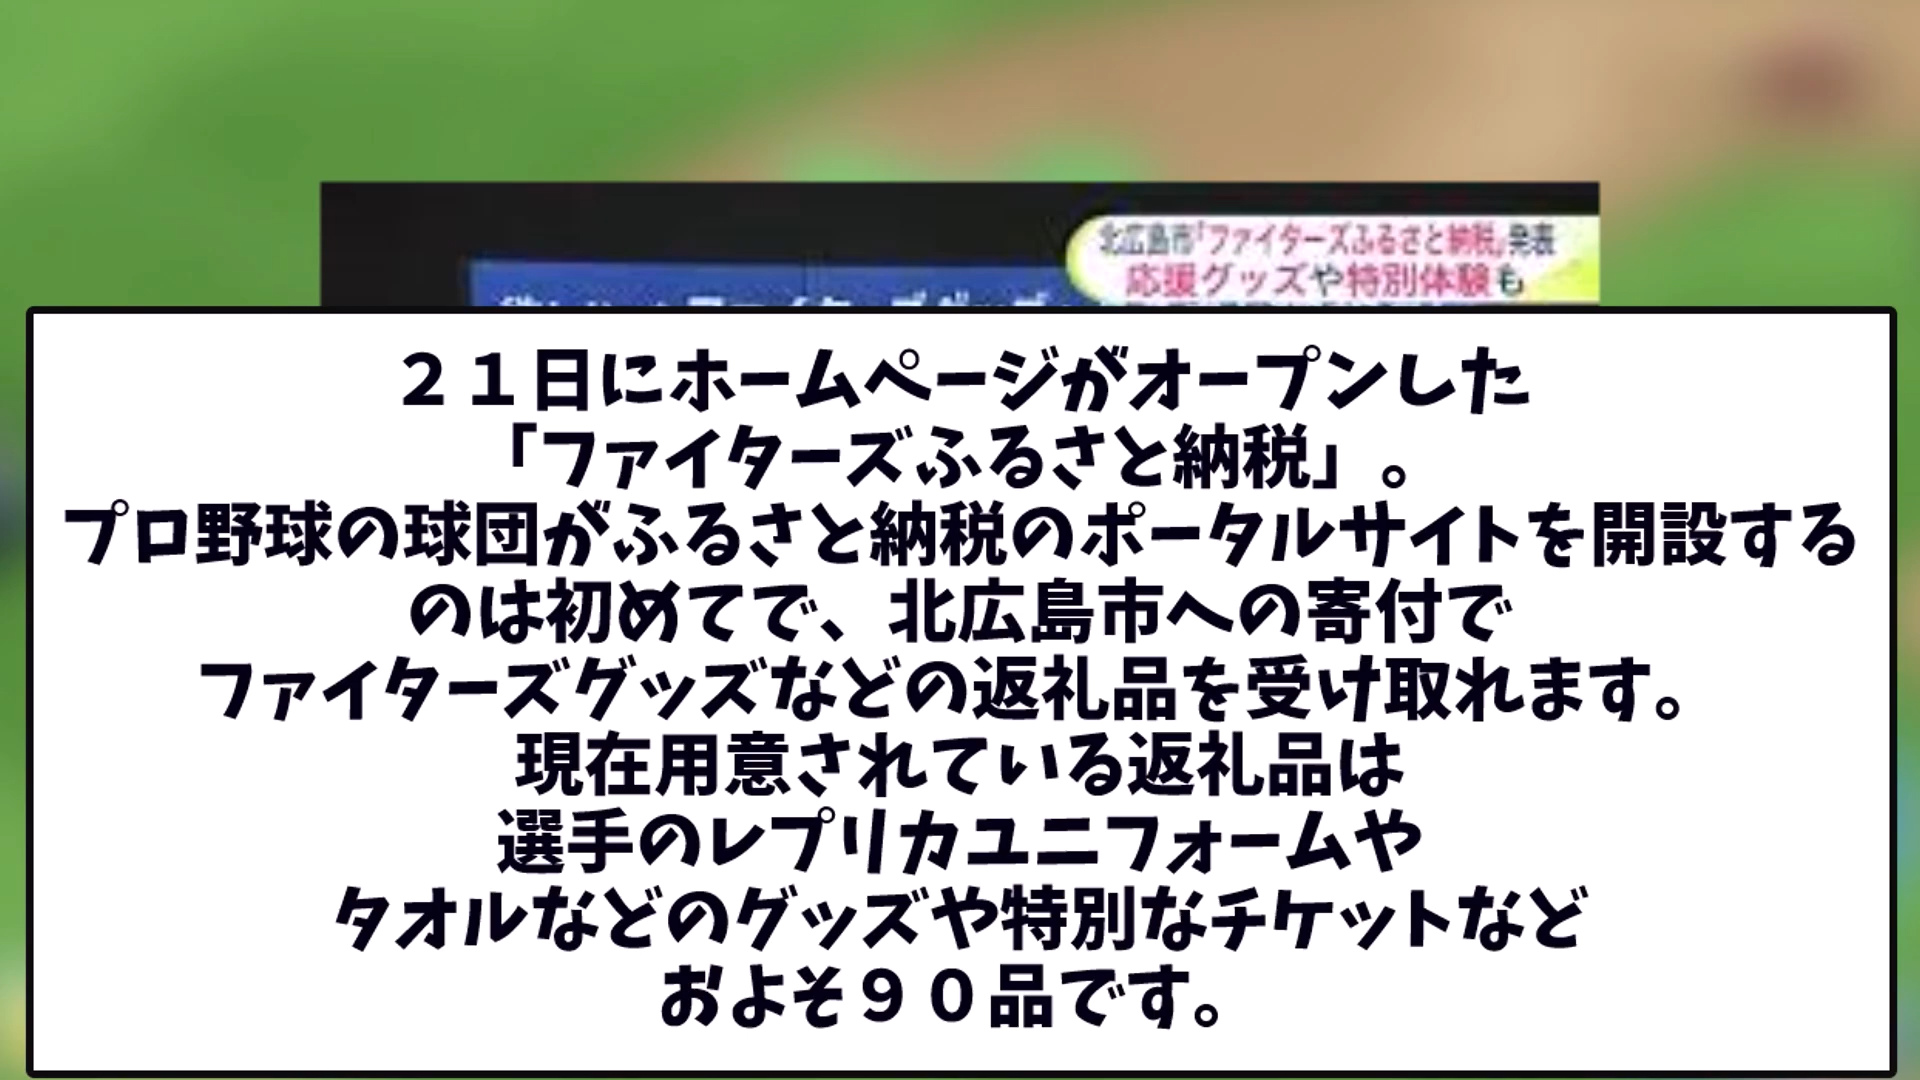 北広島市「ファイターズふるさと納税」発表
応援グッズや特別体験も
２１日にホームページがオープンした
「ファイターズふるさと納税」。
プロ野球の球団がふるさと納税のポータルサイトを開設する
のは初めてで、北広島市への寄付で
ファイターズグッズなどの返礼品を受け取れます。
現在用意されている返礼品は
選手のレプリカユニフォームや
タオルなどのグッズや特別なチケットなど
およそ９０品です。